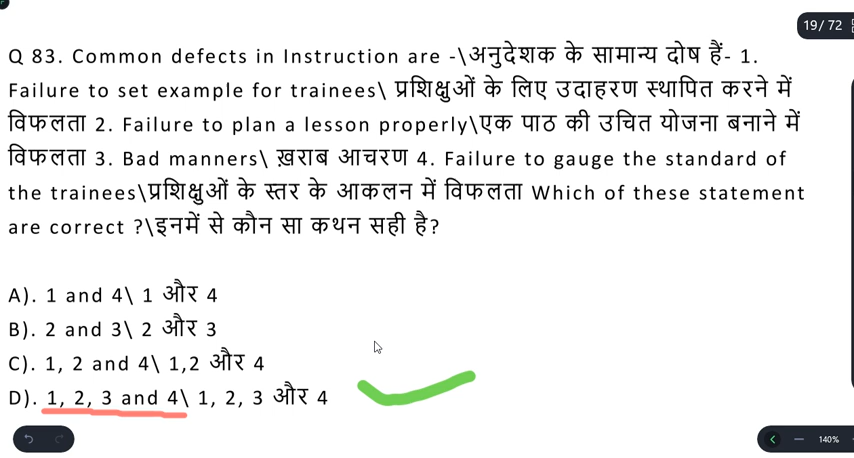 19/ 72
Q 83. Common defects in Instruction are -\अनुदेशक के सामान्य दोष हैं- 1.
Failure to set example for trainees\ प्रशिक्षुओं के लिए उदाहरण स्थापित करने में
विफलता 2. Failure to plan a lesson properly\एक पाठ की उचित योजना बनाने में
विफलता 3. Bad manners\ ख़राब आचरण 4. Failure to gauge the standard of
the trainees\प्रशिक्षुओं के स्तर के आकलन में विफलता Which of these statement
are correct ?\इनमें से कौन सा कथन सही है?
A). 1 and 4\ 1 और 4
B). 2 and 3\ 2 और 3
C). 1, 2 and 4\ 1,2 और 4
D). 1, 2, 3 and 4\ 1, 2, 3 और 4
140%